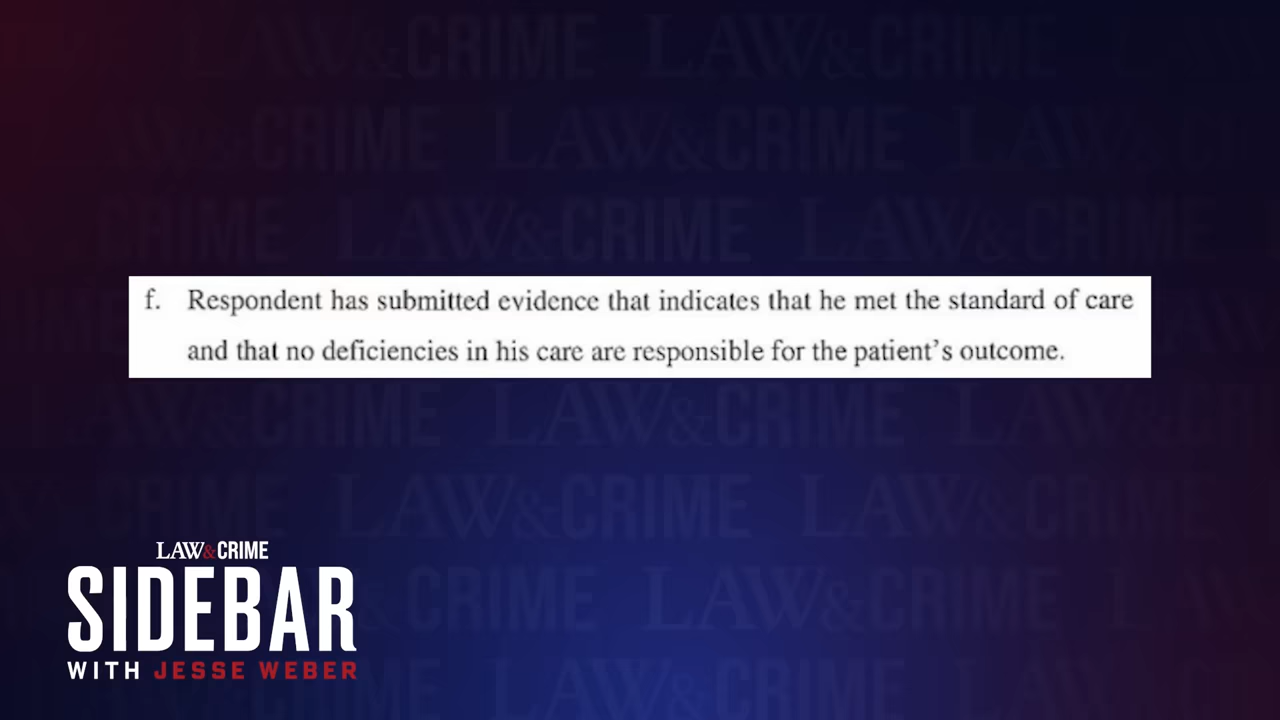 f. Respondent has submitted evidence that indicates that he met the standard of care
and that no deficiencies in his care are responsible for the patient's outcome.
LAW&CRIME
SIDEBAR
WITH JESSE WEBER